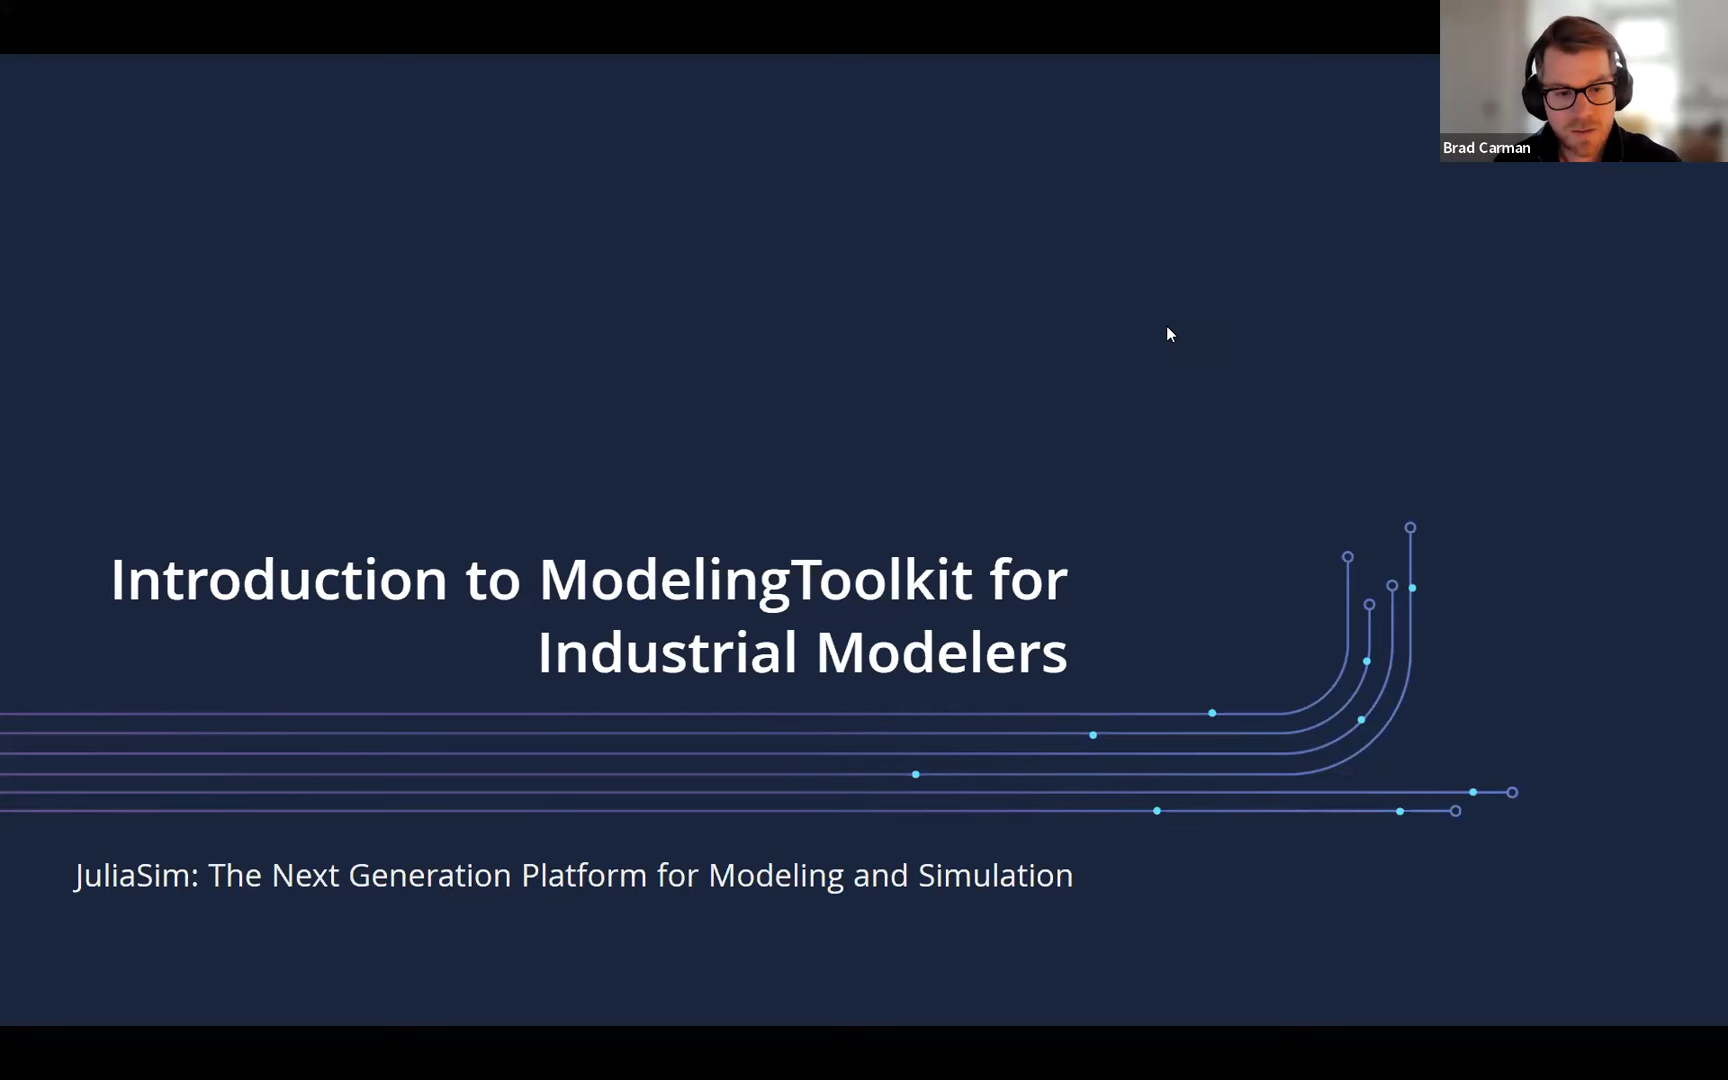 Brad Carman
Introduction to ModelingToolkit for
Industrial Modelers
JuliaSim: The Next Generation Platform for Modeling and Simulation